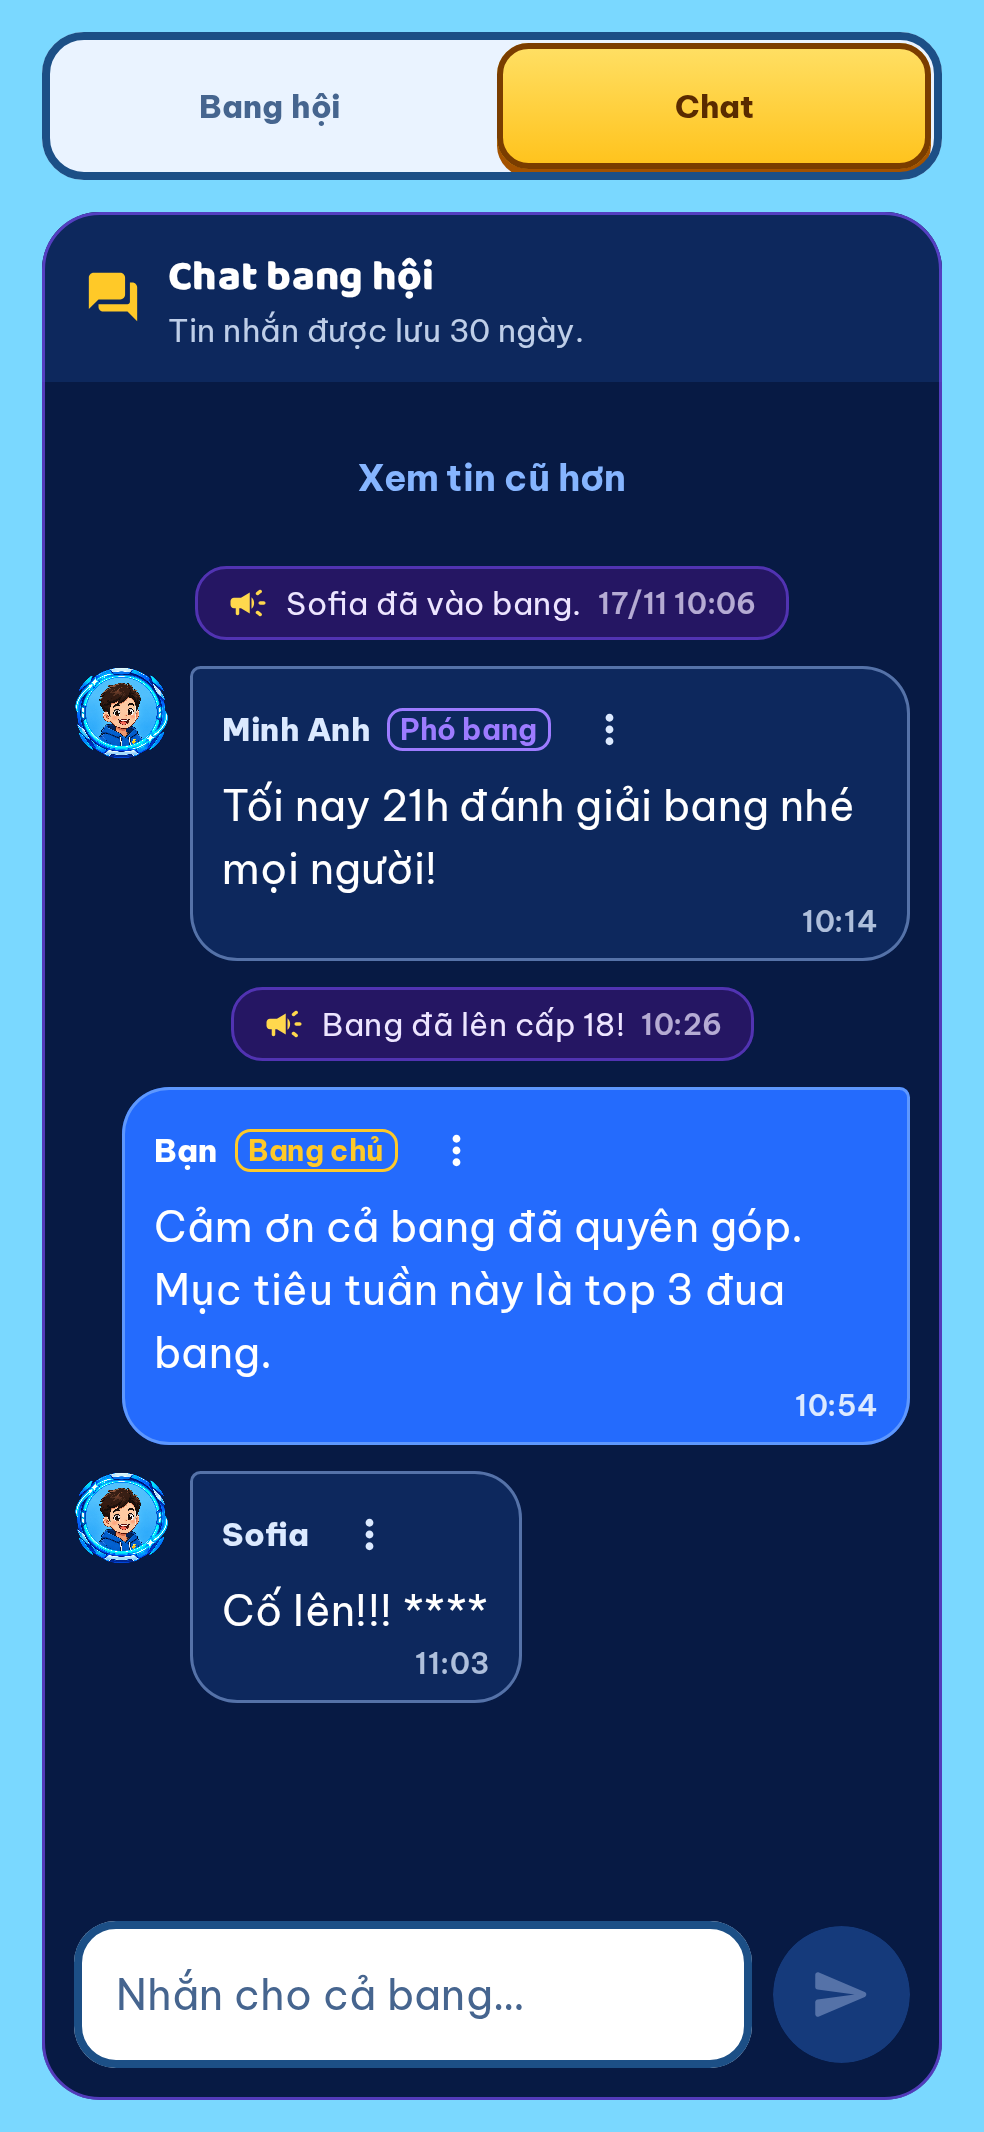 Bang hội
Chat
Chat bang hội
Tin nhắn được lưu 30 ngày.
Xem tin cũ hơn
Sofia đã vào bang. 17/11 10:06
Minh Anh Phó bang
Tối nay 21h đánh giải bang nhé
mọi người!
10:14
Bang đã lên cấp 18! 10:26
Bạn Bang chủ
Cảm ơn cả bang đã quyên góp.
Mục tiêu tuần này là top 3 đua
bang.
10:54
Sofia
Cố lên!!! ****
11:03
Nhắn cho cả bang...